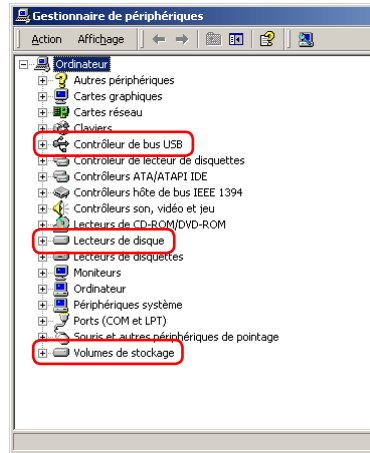 Gestionnaire de périphériques
Action Affichage
Ordinateur
Autres périphériques
Cartes graphiques
Cartes réseau
Claviers
Contrôleur de bus USB
Contrôleur de lecteur de disquettes
Contrôleurs ATA/ATAPI IDE
Contrôleurs hôte de bus IEEE 1394
Contrôleurs son, vidéo et jeu
Lecteurs de CD-ROM/DVD-ROM
Lecteurs de disque
Lecteurs de disquettes
Moniteurs
Ordinateur
Périphériques système
Ports (COM et LPT)
Souris et autres périphériques de pointage
Volumes de stockage